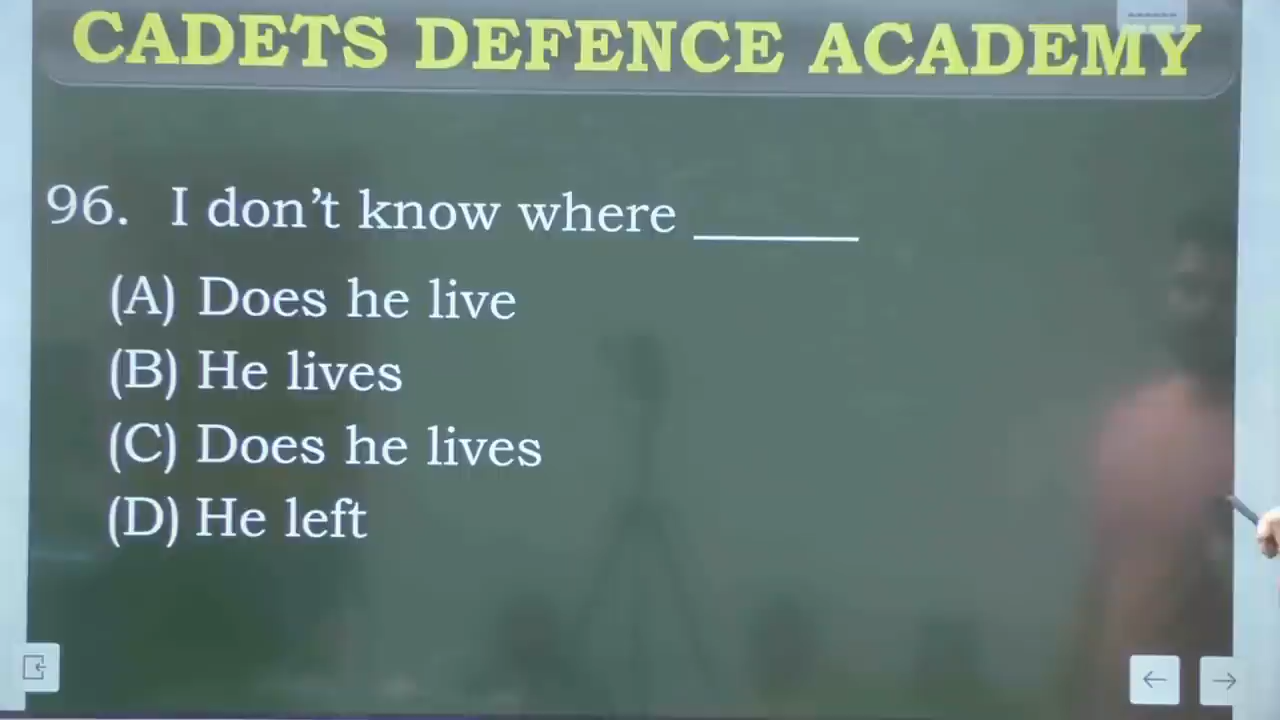 CADETS DEFENCE ACADEMY
96. I don't know where ______
(A) Does he live
(B) He lives
(C) Does he lives
(D) He left